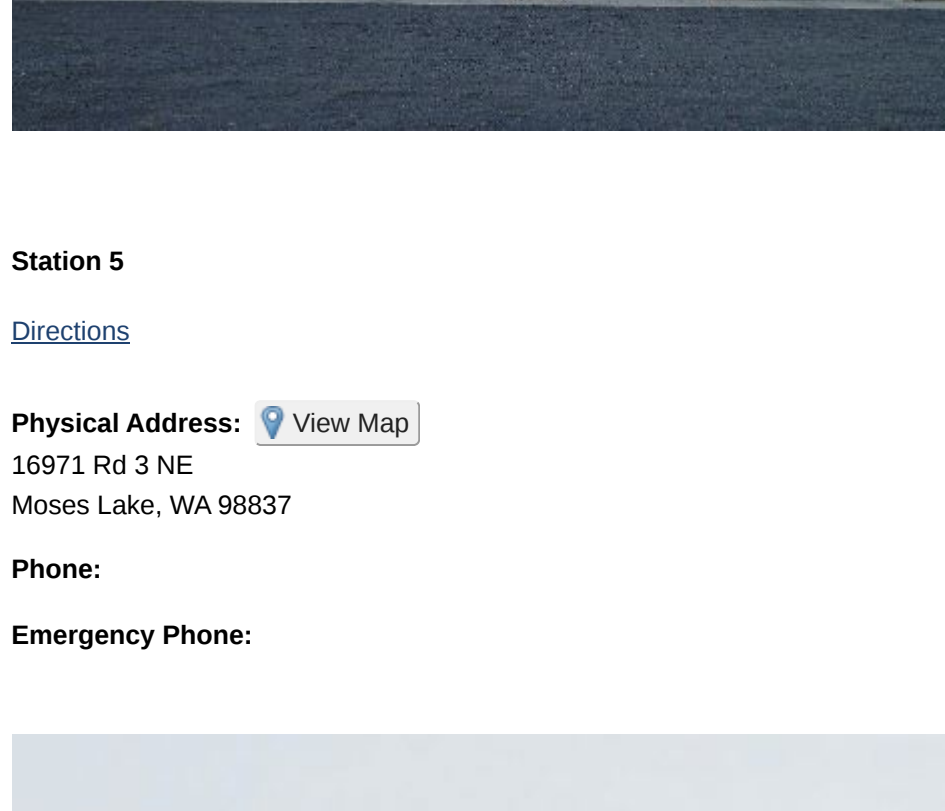 Station 5
Directions
Physical Address: View Map
16971 Rd 3 NE
Moses Lake, WA 98837
Phone:
Emergency Phone: